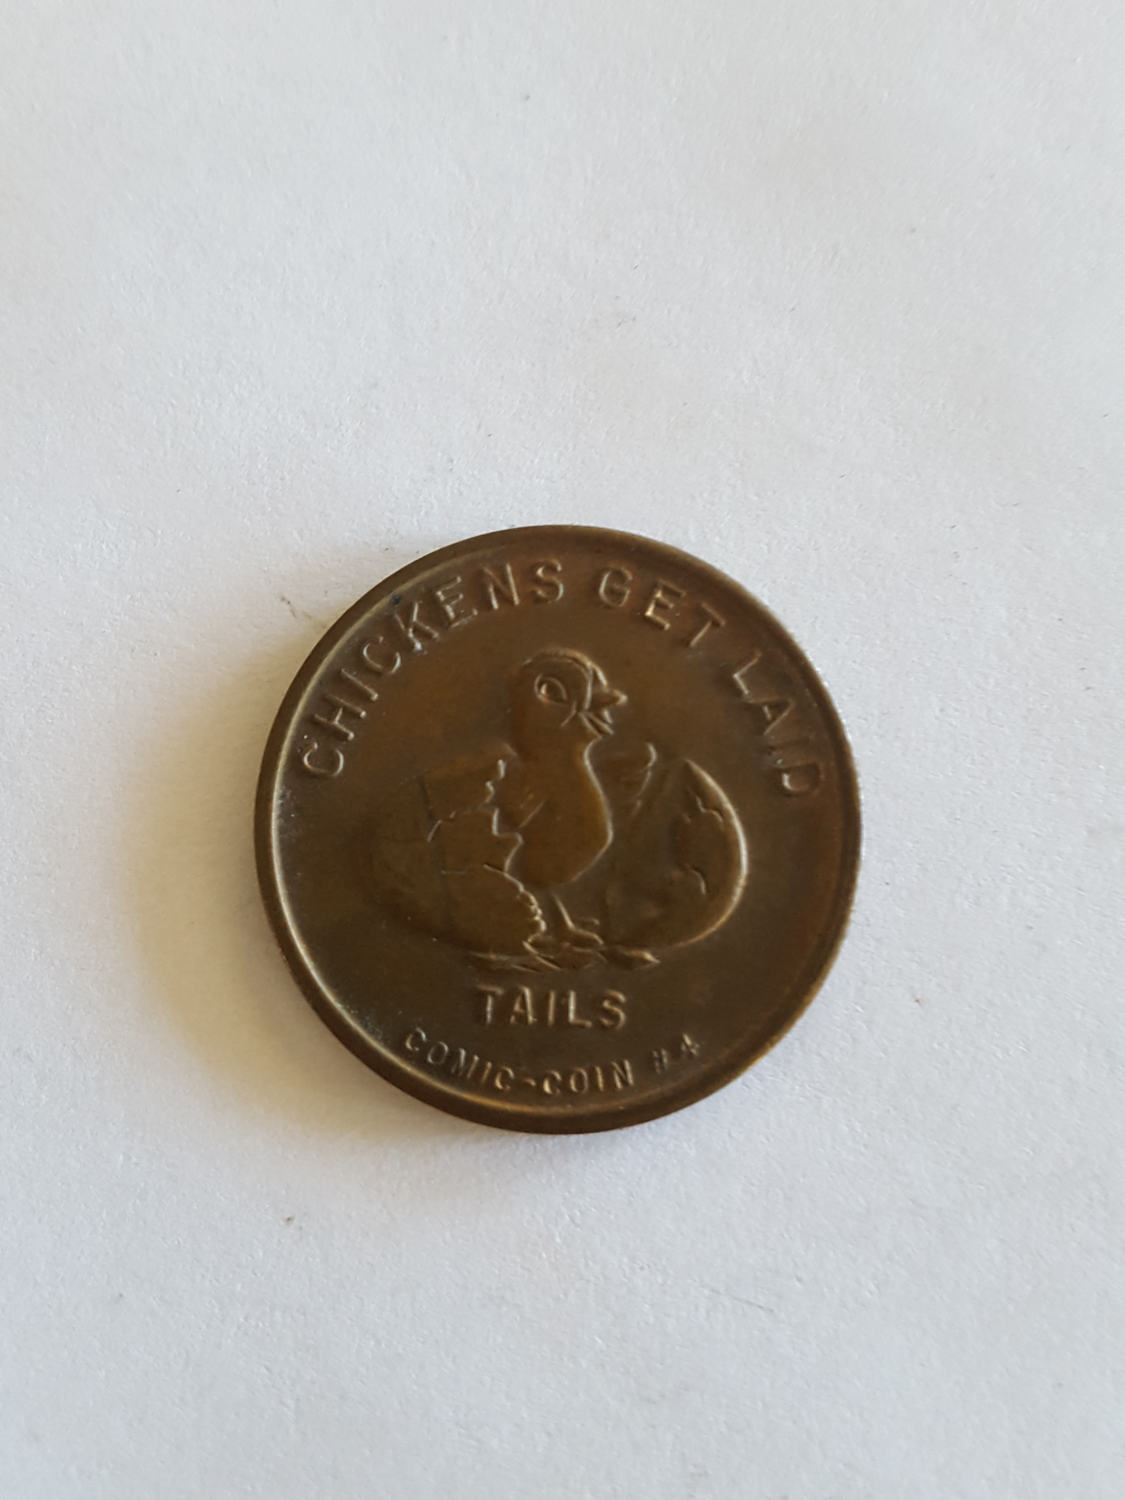 CHICKENS GET LAID
TAILS
COMIC-COIN #4